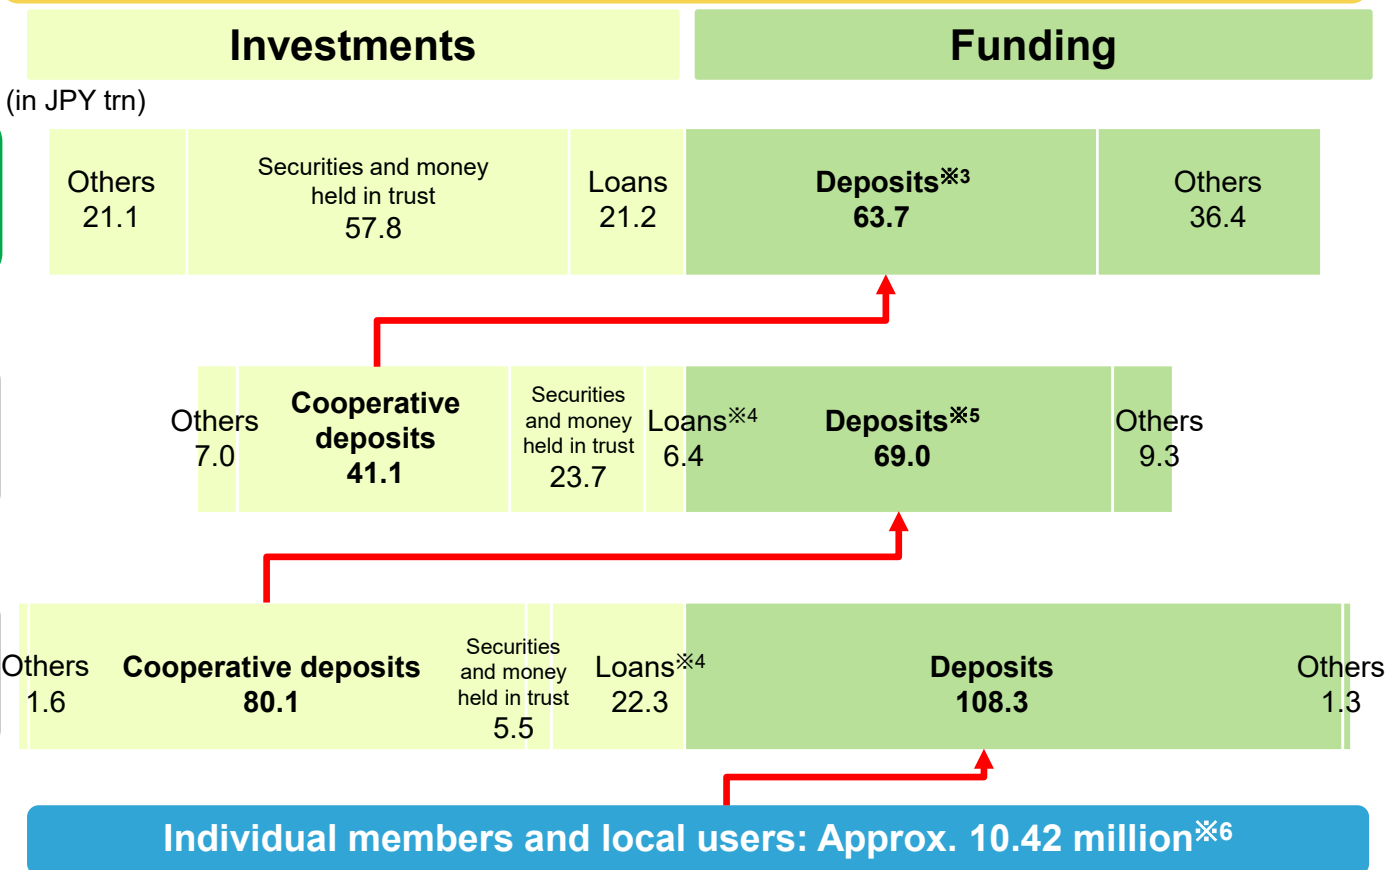 Investments
Funding
(in JPY trn)
Others
21.1
Securities and money
held in trust
57.8
Loans
21.2
Deposits※3
63.7
Others
36.4
Others
7.0
Cooperative
deposits
41.1
Securities
and money
held in trust
23.7
Loans※4
6.4
Deposits※5
69.0
Others
9.3
Others
1.6
Cooperative deposits
80.1
Securities
and money
held in trust
5.5
Loans※4
22.3
Deposits
108.3
Others
1.3
Individual members and local users: Approx. 10.42 million※6